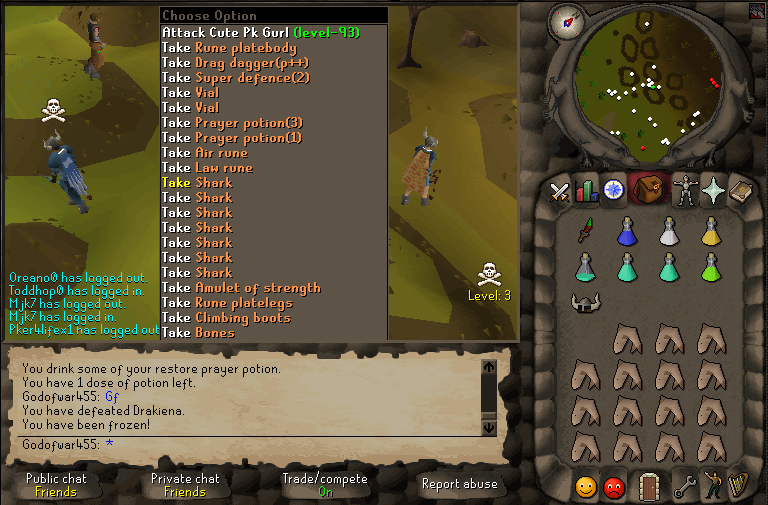 Choose Option
Attack Cute Pk Gurl (level-93)
Take Rune platebody
Take Drag dagger(p++)
Take Super defence(2)
Take Vial
Take Vial
Take Prayer potion(3)
Take Prayer potion(1)
Take Air rune
Take Law rune
Take Shark
Take Shark
Take Shark
Take Shark
Take Shark
Take Shark
Take Shark
Take Amulet of strength
Take Rune platelegs
Take Climbing boots
Take Bones
Oreano0 has logged out.
Toddhop0 has logged in.
Mjk7 has logged out.
Mjk7 has logged in.
Pker4lifex1 has logged out
Level: 3
You drink some of your restore prayer potion.
You have 1 dose of potion left.
Godofwar455: Gf
You have defeated Drakiena.
You have been frozen!
Godofwar455: *
Public chat
Friends
Private chat
Friends
Trade/compete
On
Report abuse